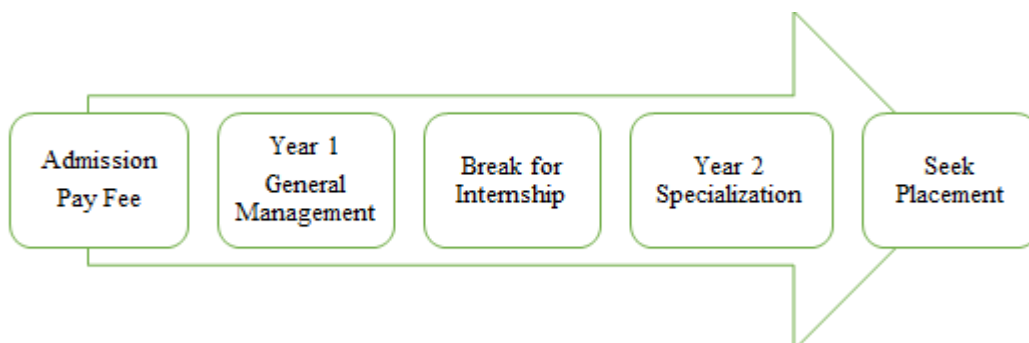 Admission
Pay Fee
Year 1
General
Management
Break for
Internship
Year 2
Specialization
Seek
Placement